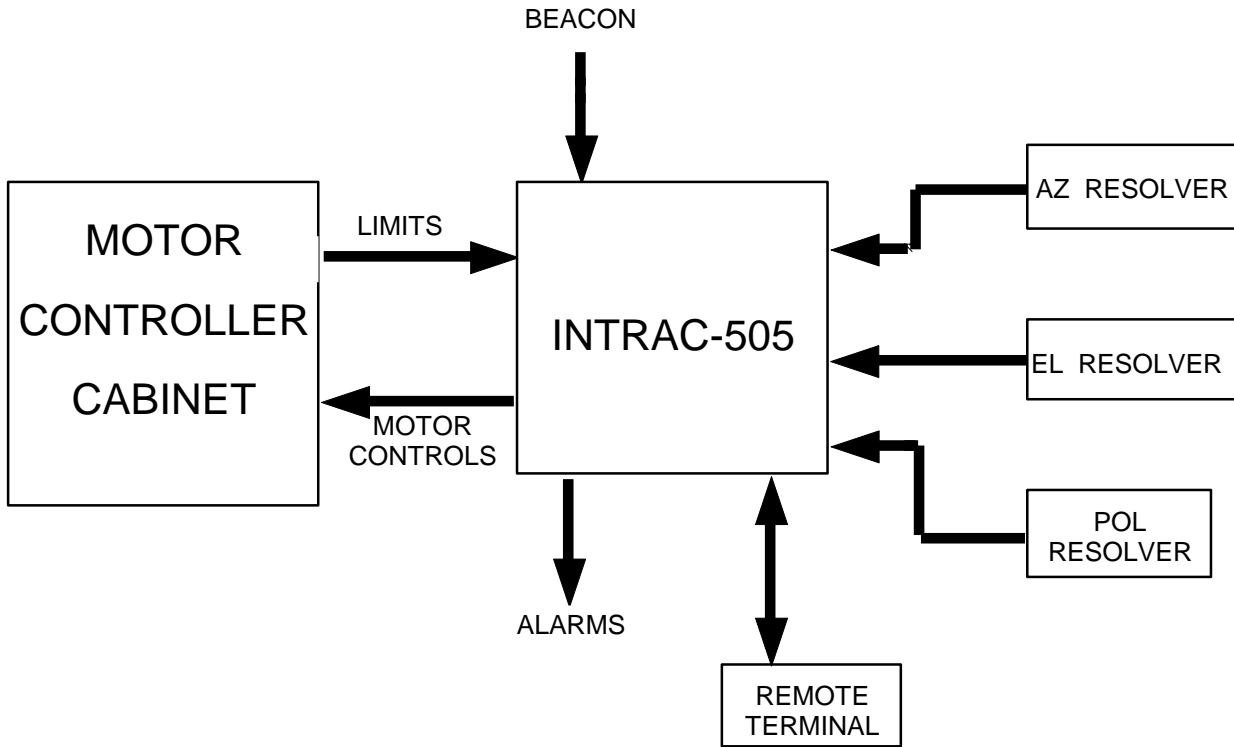 BEACON
AZ RESOLVER
MOTOR
CONTROLLER
CABINET
LIMITS
INTRAC-505
EL RESOLVER
MOTOR
CONTROLS
POL
RESOLVER
ALARMS
REMOTE
TERMINAL